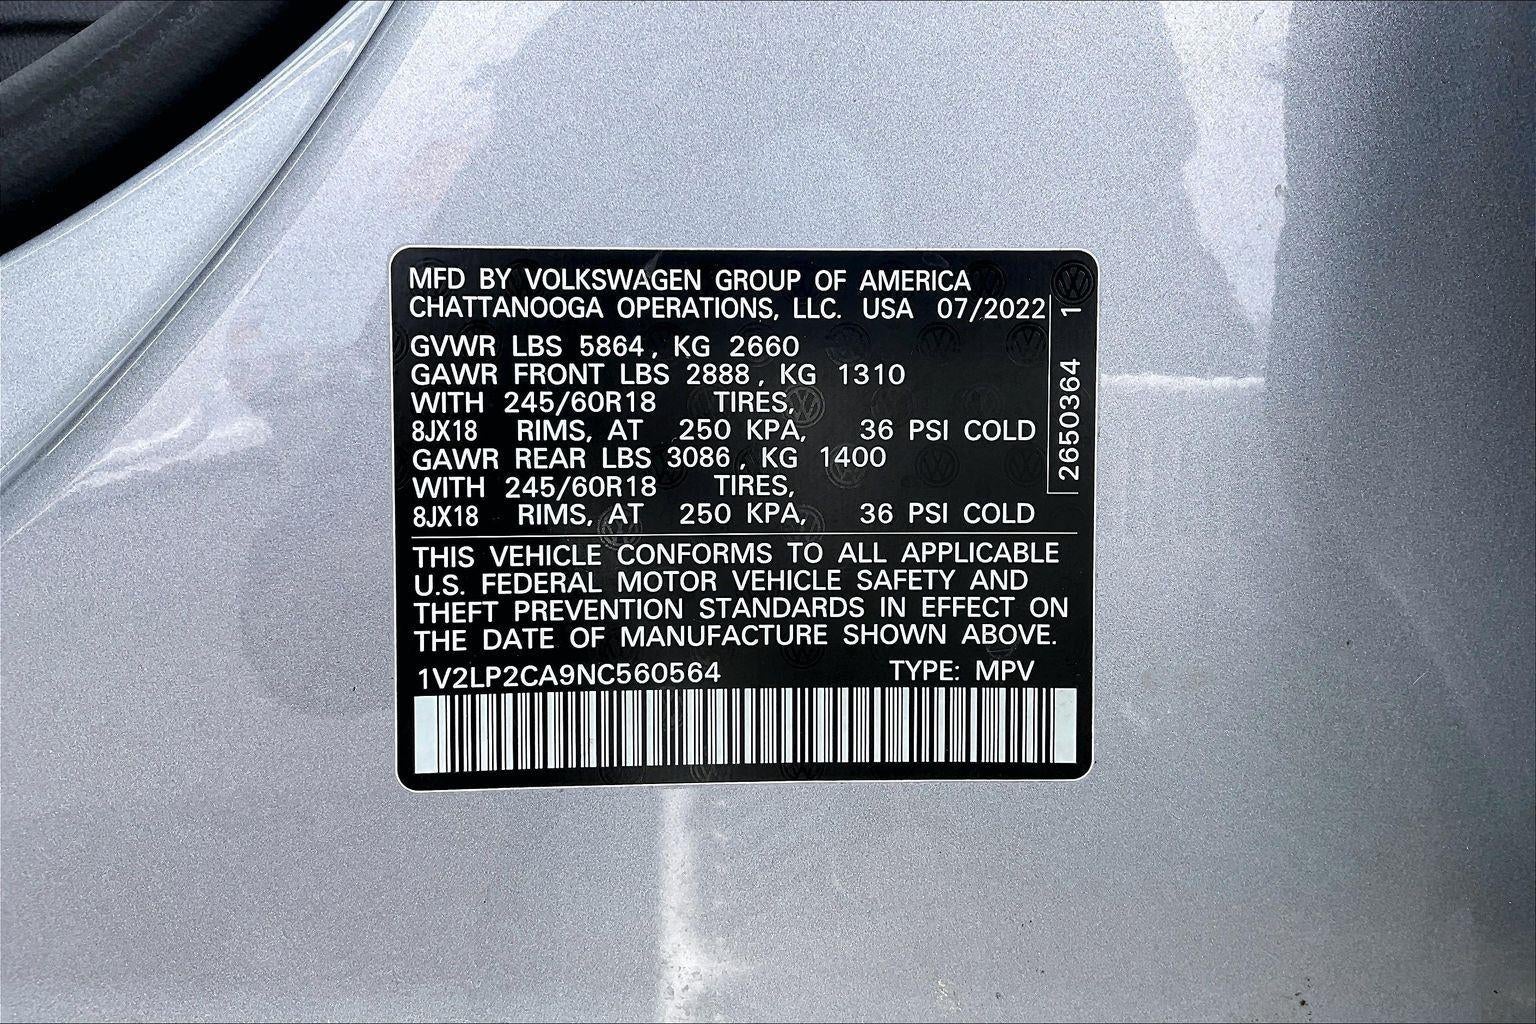 MFD BY VOLKSWAGEN GROUP OF AMERICA
CHATTANOOGA OPERATIONS, LLC. USA 07/2022
GVWR LBS 5864, KG 2660
GAWR FRONT LBS 2888, KG 1310
WITH 245/60R18 TIRES,
8JX18 RIMS, AT 250 KPA, 36 PSI COLD
GAWR REAR LBS 3086, KG 1400
WITH 245/60R18 TIRES,
8JX18 RIMS, AT 250 KPA, 36 PSI COLD
2650364 1
THIS VEHICLE CONFORMS TO ALL APPLICABLE
U.S. FEDERAL MOTOR VEHICLE SAFETY AND
THEFT PREVENTION STANDARDS IN EFFECT ON
THE DATE OF MANUFACTURE SHOWN ABOVE.
1V2LP2CA9NC560564 TYPE: MPV